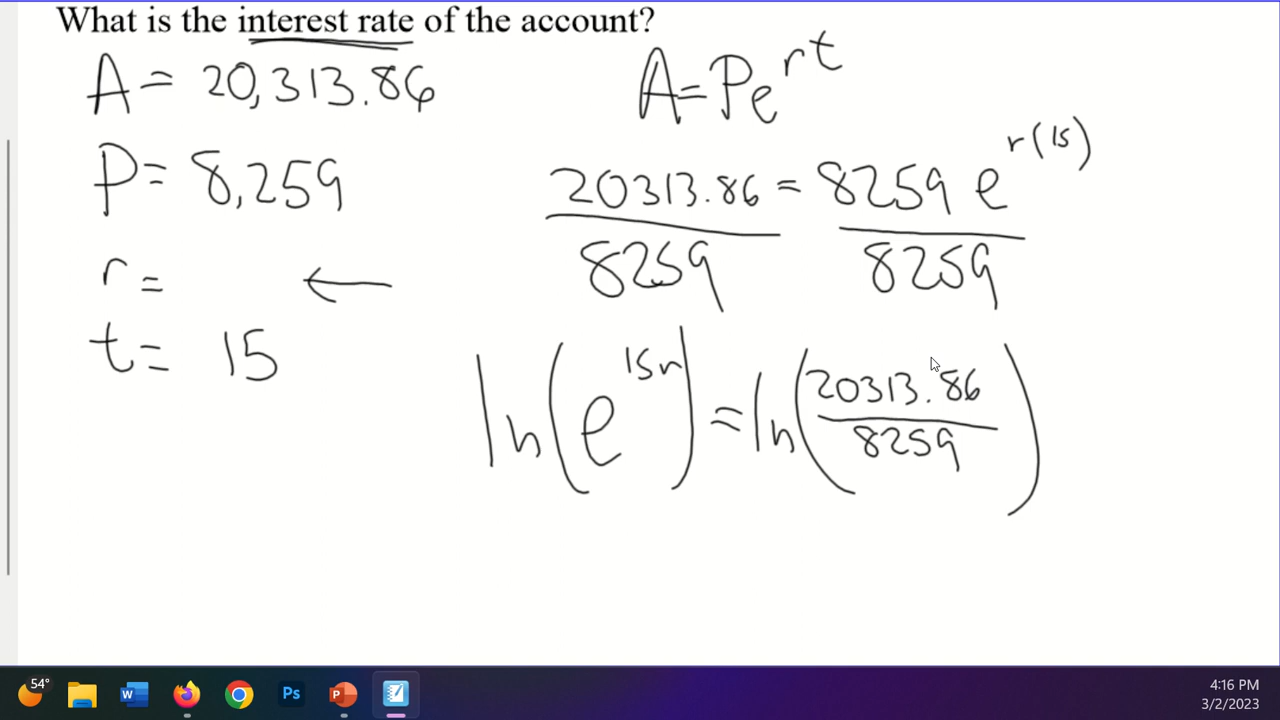 What is the interest rate of the account?
A = 20,313.86
P = 8,259
r =
t = 15
A = Pe^rt
20313.86 = 8259 e^r(15)
8259 8259
ln(e^15r) = ln(20313.86
8259)
54°
W
Ps
P
4:16 PM
3/2/2023